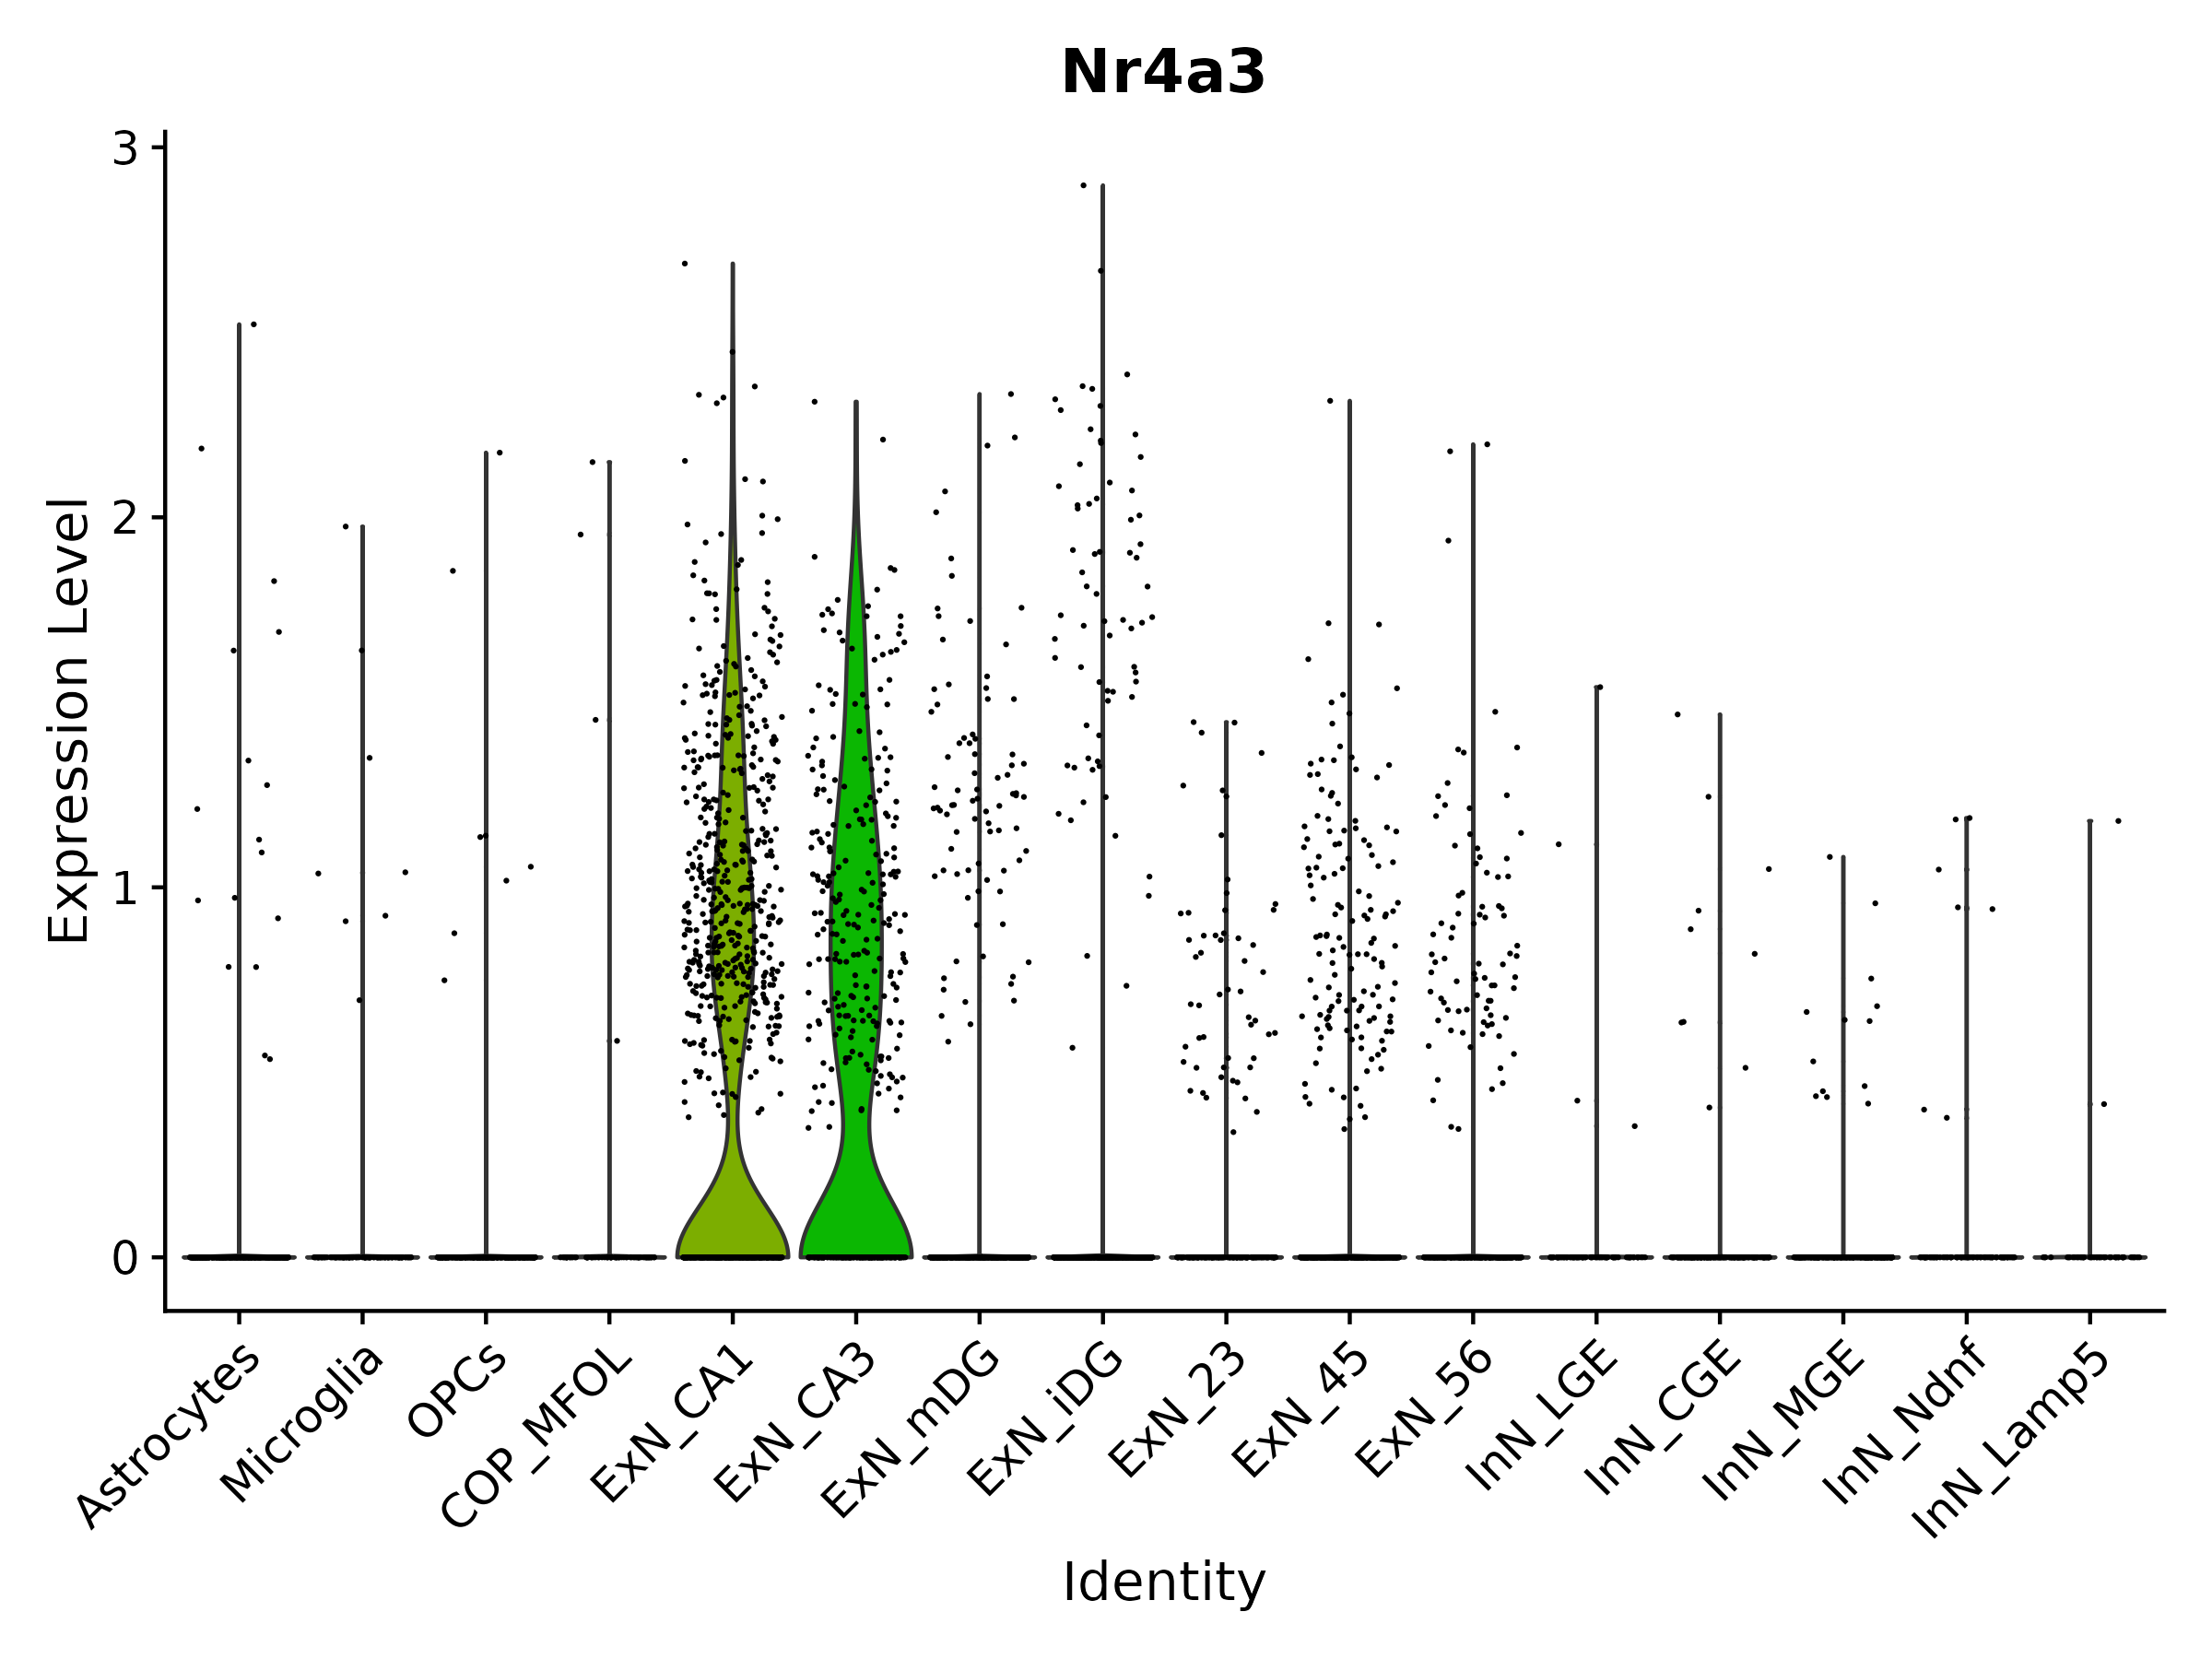 Nr4a3
Expression Level
3
2
1
0
Astrocytes
Microglia
OPCs
COP_MFOL
ExN_CA1
ExN_CA3
ExN_mDG
ExN_iDG
ExN_23
ExN_45
ExN_56
InN_LGE
InN_CGE
InN_MGE
InN_Ndnf
InN_Lamp5
Identity